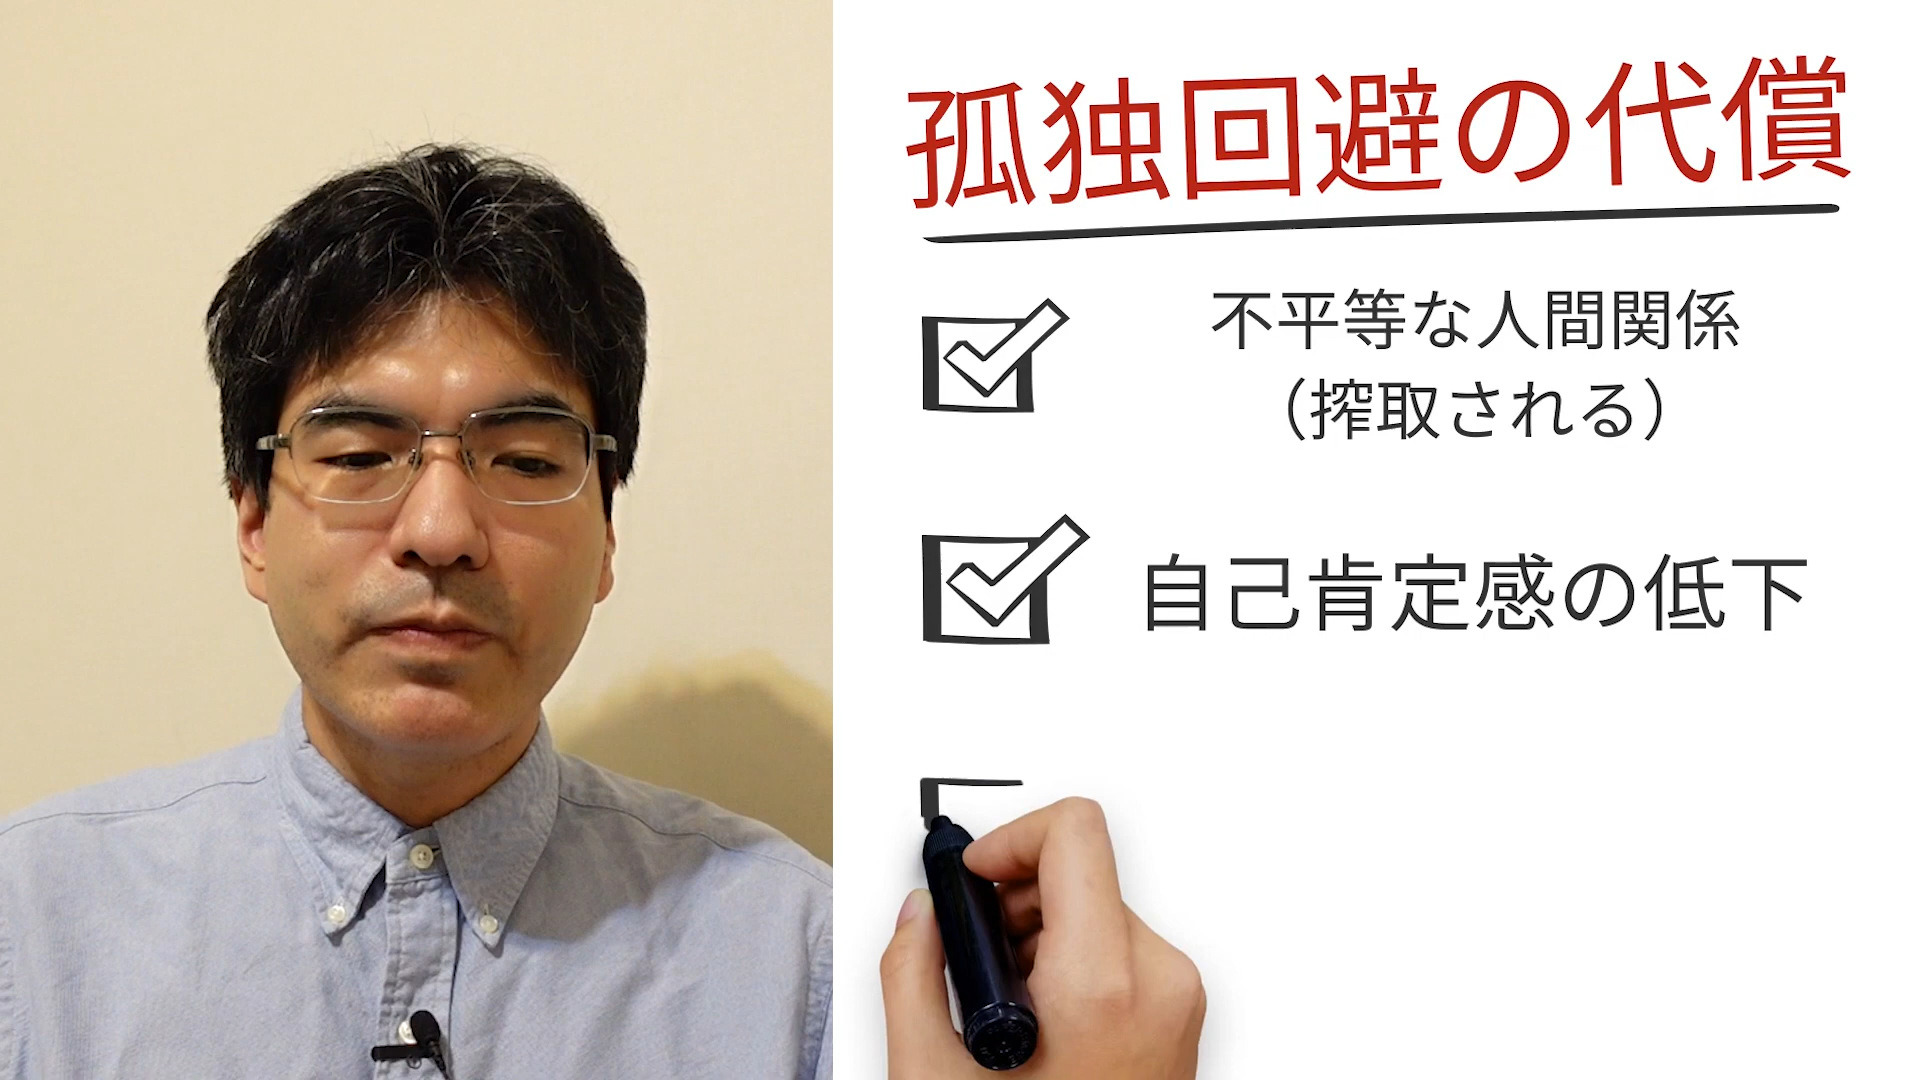 孤独回避の代償
不平等な人間関係
（搾取される）
自己肯定感の低下